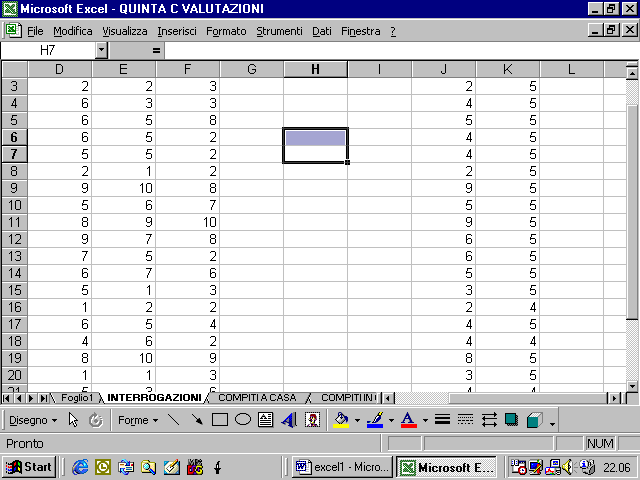 Microsoft Excel - QUINTA C VALUTAZIONI
File Modifica Visualizza Inserisci Formato Strumenti Dati Finestra ?
H7 =
D E F G H I J K L
3 2 2 3 2 5
4 6 3 3 4 5
5 6 5 8 5 5
6 6 5 2 4 5
7 5 5 2 4 5
8 2 1 2 2 5
9 9 10 8 9 5
10 5 6 7 5 5
11 8 9 10 9 5
12 9 7 8 6 5
13 7 5 2 6 5
14 6 7 6 5 5
15 5 1 3 3 5
16 1 2 2 2 4
17 6 5 4 4 5
18 4 6 2 4 4
19 8 10 9 8 5
20 1 1 3 3 5
21 5 3 6 4 4
Foglio1 INTERROGAZIONI COMPITI A CASA COMPITI IN
Disegno Forme
Pronto NUM
Start excel1 - Micro... Microsoft E... 22.06